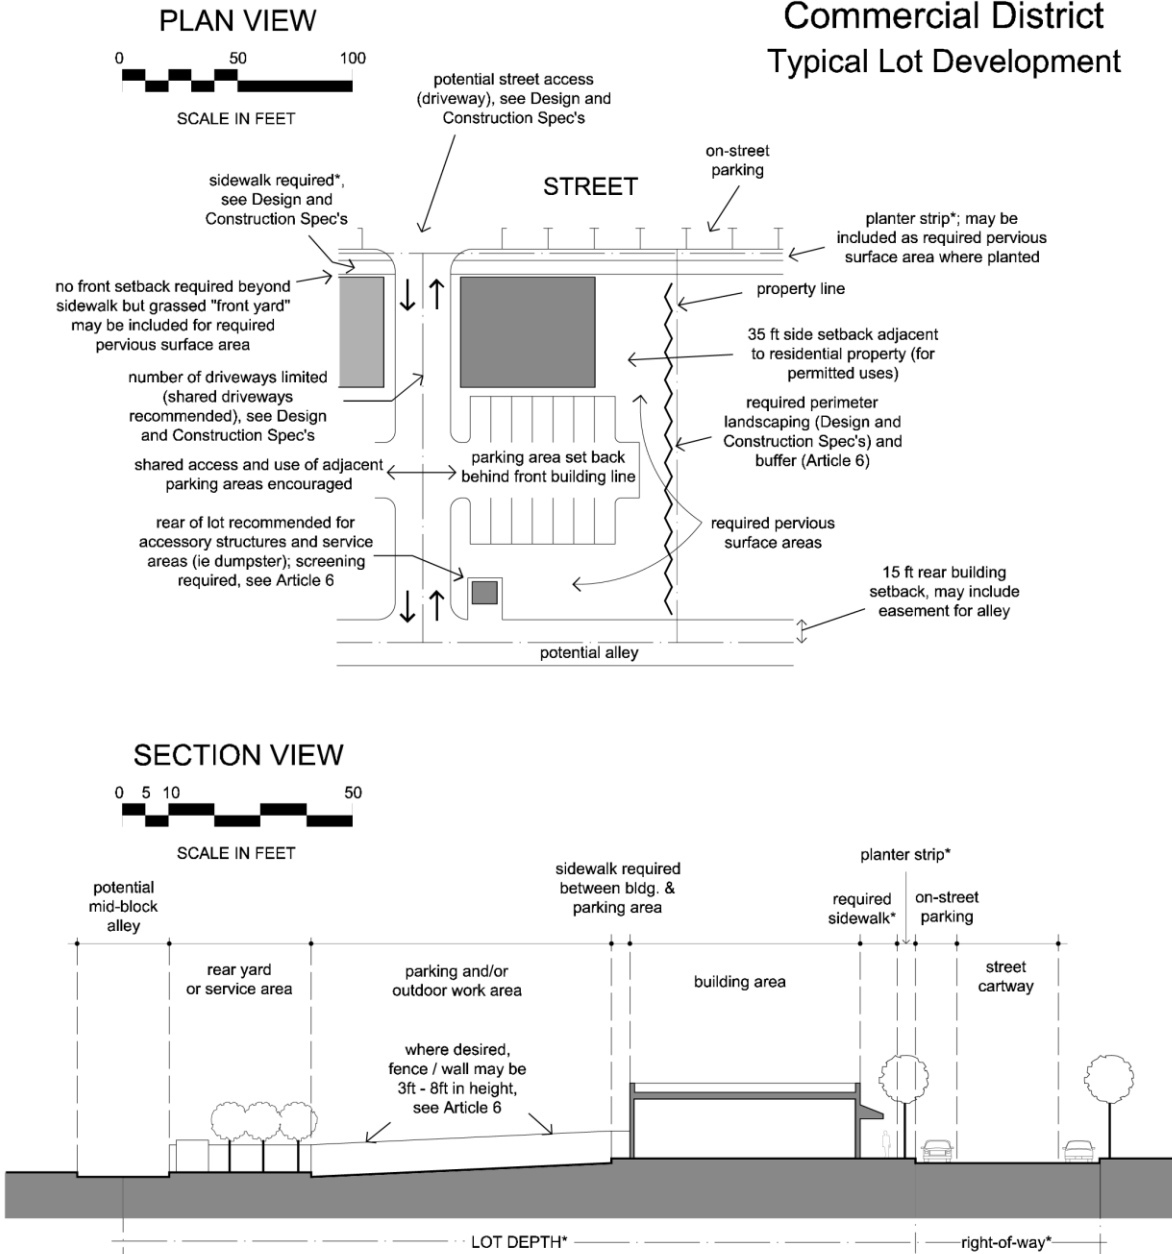 PLAN VIEW
0 50 100
SCALE IN FEET
Commercial District
Typical Lot Development
potential street access
(driveway), see Design and
Construction Spec's
on-street
parking
STREET
sidewalk required*,
see Design and
Construction Spec's
planter strip*; may be
included as required pervious
surface area where planted
no front setback required beyond
sidewalk but grassed "front yard"
may be included for required
pervious surface area
property line
35 ft side setback adjacent
to residential property (for
permitted uses)
number of driveways limited
(shared driveways
recommended), see Design
and Construction Spec's
required perimeter
landscaping (Design and
Construction Spec's) and
buffer (Article 6)
shared access and use of adjacent
parking areas encouraged
parking area set back
behind front building line
rear of lot recommended for
accessory structures and service
areas (ie dumpster); screening
required, see Article 6
required pervious
surface areas
15 ft rear building
setback, may include
easement for alley
potential alley
SECTION VIEW
0 5 10 50
SCALE IN FEET
potential
mid-block
alley
sidewalk required
between bldg. &
parking area
planter strip*
required
sidewalk*
on-street
parking
rear yard
or service area
parking and/or
outdoor work area
building area
street
cartway
where desired,
fence / wall may be
3ft - 8ft in height,
see Article 6
LOT DEPTH*
right-of-way*